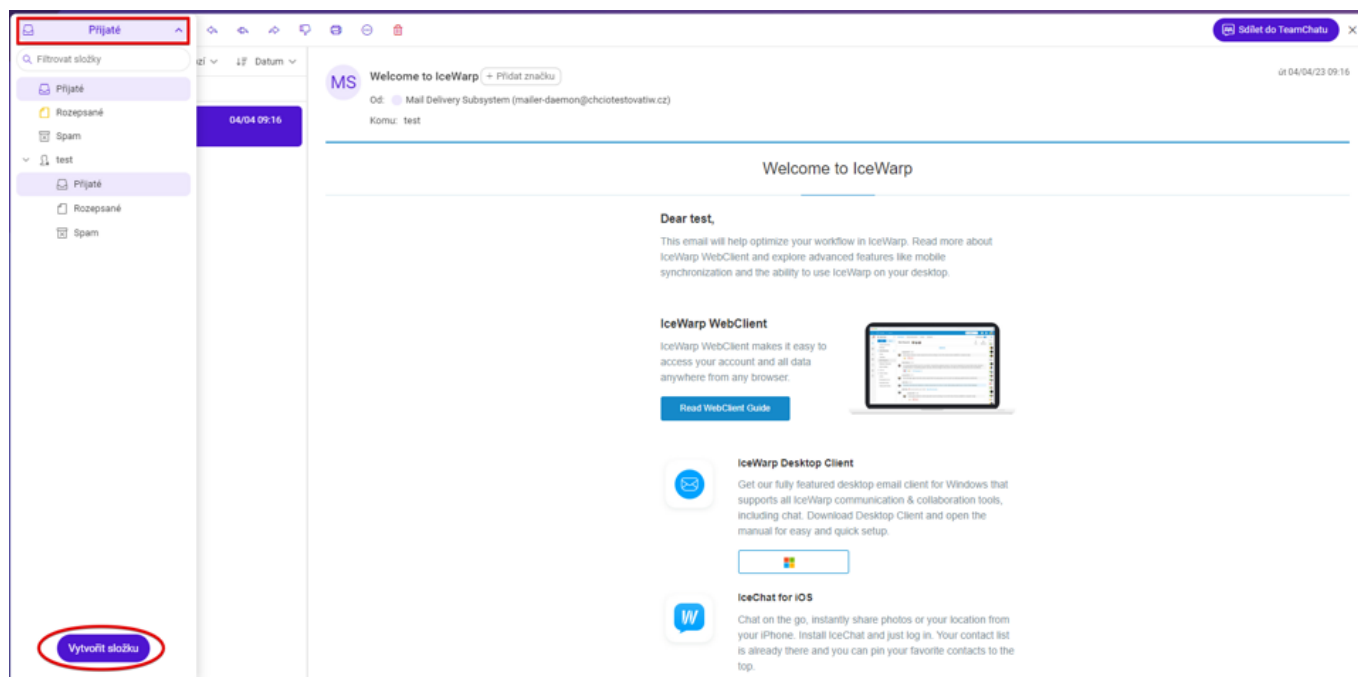 Přijaté
Sdílet do TeamChatu
Filtrovat složky
Datum
Přijaté
Rozepsané
Spam
test
Přijaté
Rozepsané
Spam
Vytvořit složku
04/04 09:16
MS
Welcome to IceWarp + Přidat značku
út 04/04/23 09:16
Od: Mail Delivery Subsystem (mailer-daemon@chciotestovatiw.cz)
Komu: test
Welcome to IceWarp
Dear test,
This email will help optimize your workflow in IceWarp. Read more about
IceWarp WebClient and explore advanced features like mobile
synchronization and the ability to use IceWarp on your desktop.
IceWarp WebClient
IceWarp WebClient makes it easy to
access your account and all data
anywhere from any browser.
Read WebClient Guide
IceWarp Desktop Client
Get our fully featured desktop email client for Windows that
supports all IceWarp communication & collaboration tools,
including chat. Download Desktop Client and open the
manual for easy and quick setup.
IceChat for iOS
Chat on the go, instantly share photos or your location from
your iPhone. Install IceChat and just log in. Your contact list
is already there and you can pin your favorite contacts to the
top.